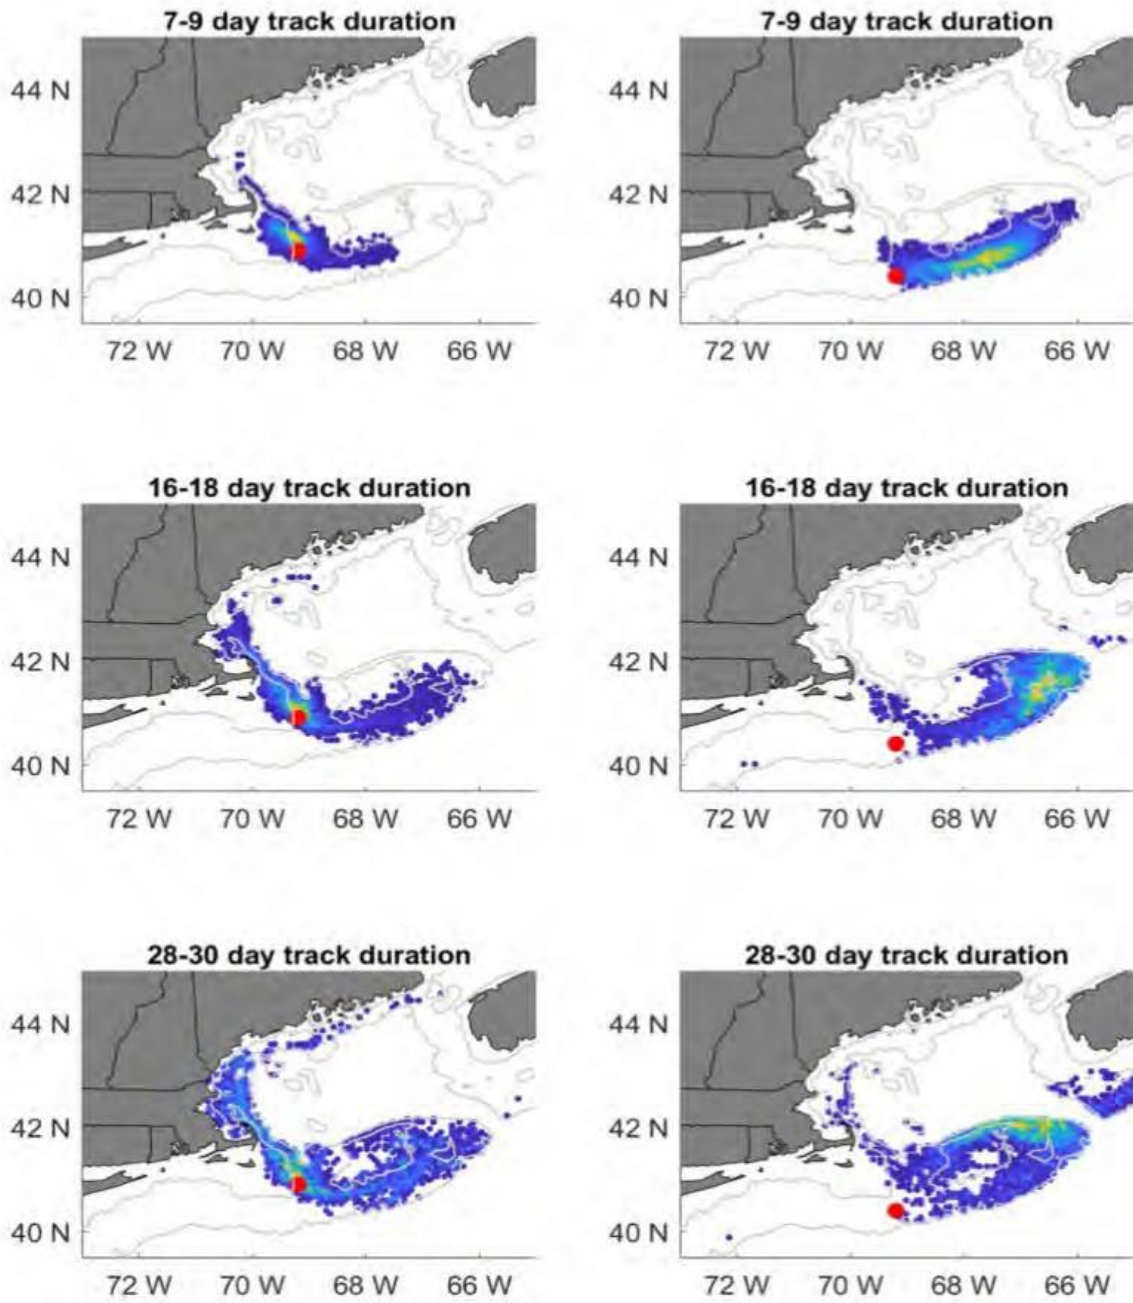 7-9 day track duration
7-9 day track duration
44 N
42 N
40 N
72 W 70 W 68 W 66 W
44 N
42 N
40 N
72 W 70 W 68 W 66 W
16-18 day track duration
16-18 day track duration
44 N
42 N
40 N
72 W 70 W 68 W 66 W
44 N
42 N
40 N
72 W 70 W 68 W 66 W
28-30 day track duration
28-30 day track duration
44 N
42 N
40 N
72 W 70 W 68 W 66 W
44 N
42 N
40 N
72 W 70 W 68 W 66 W